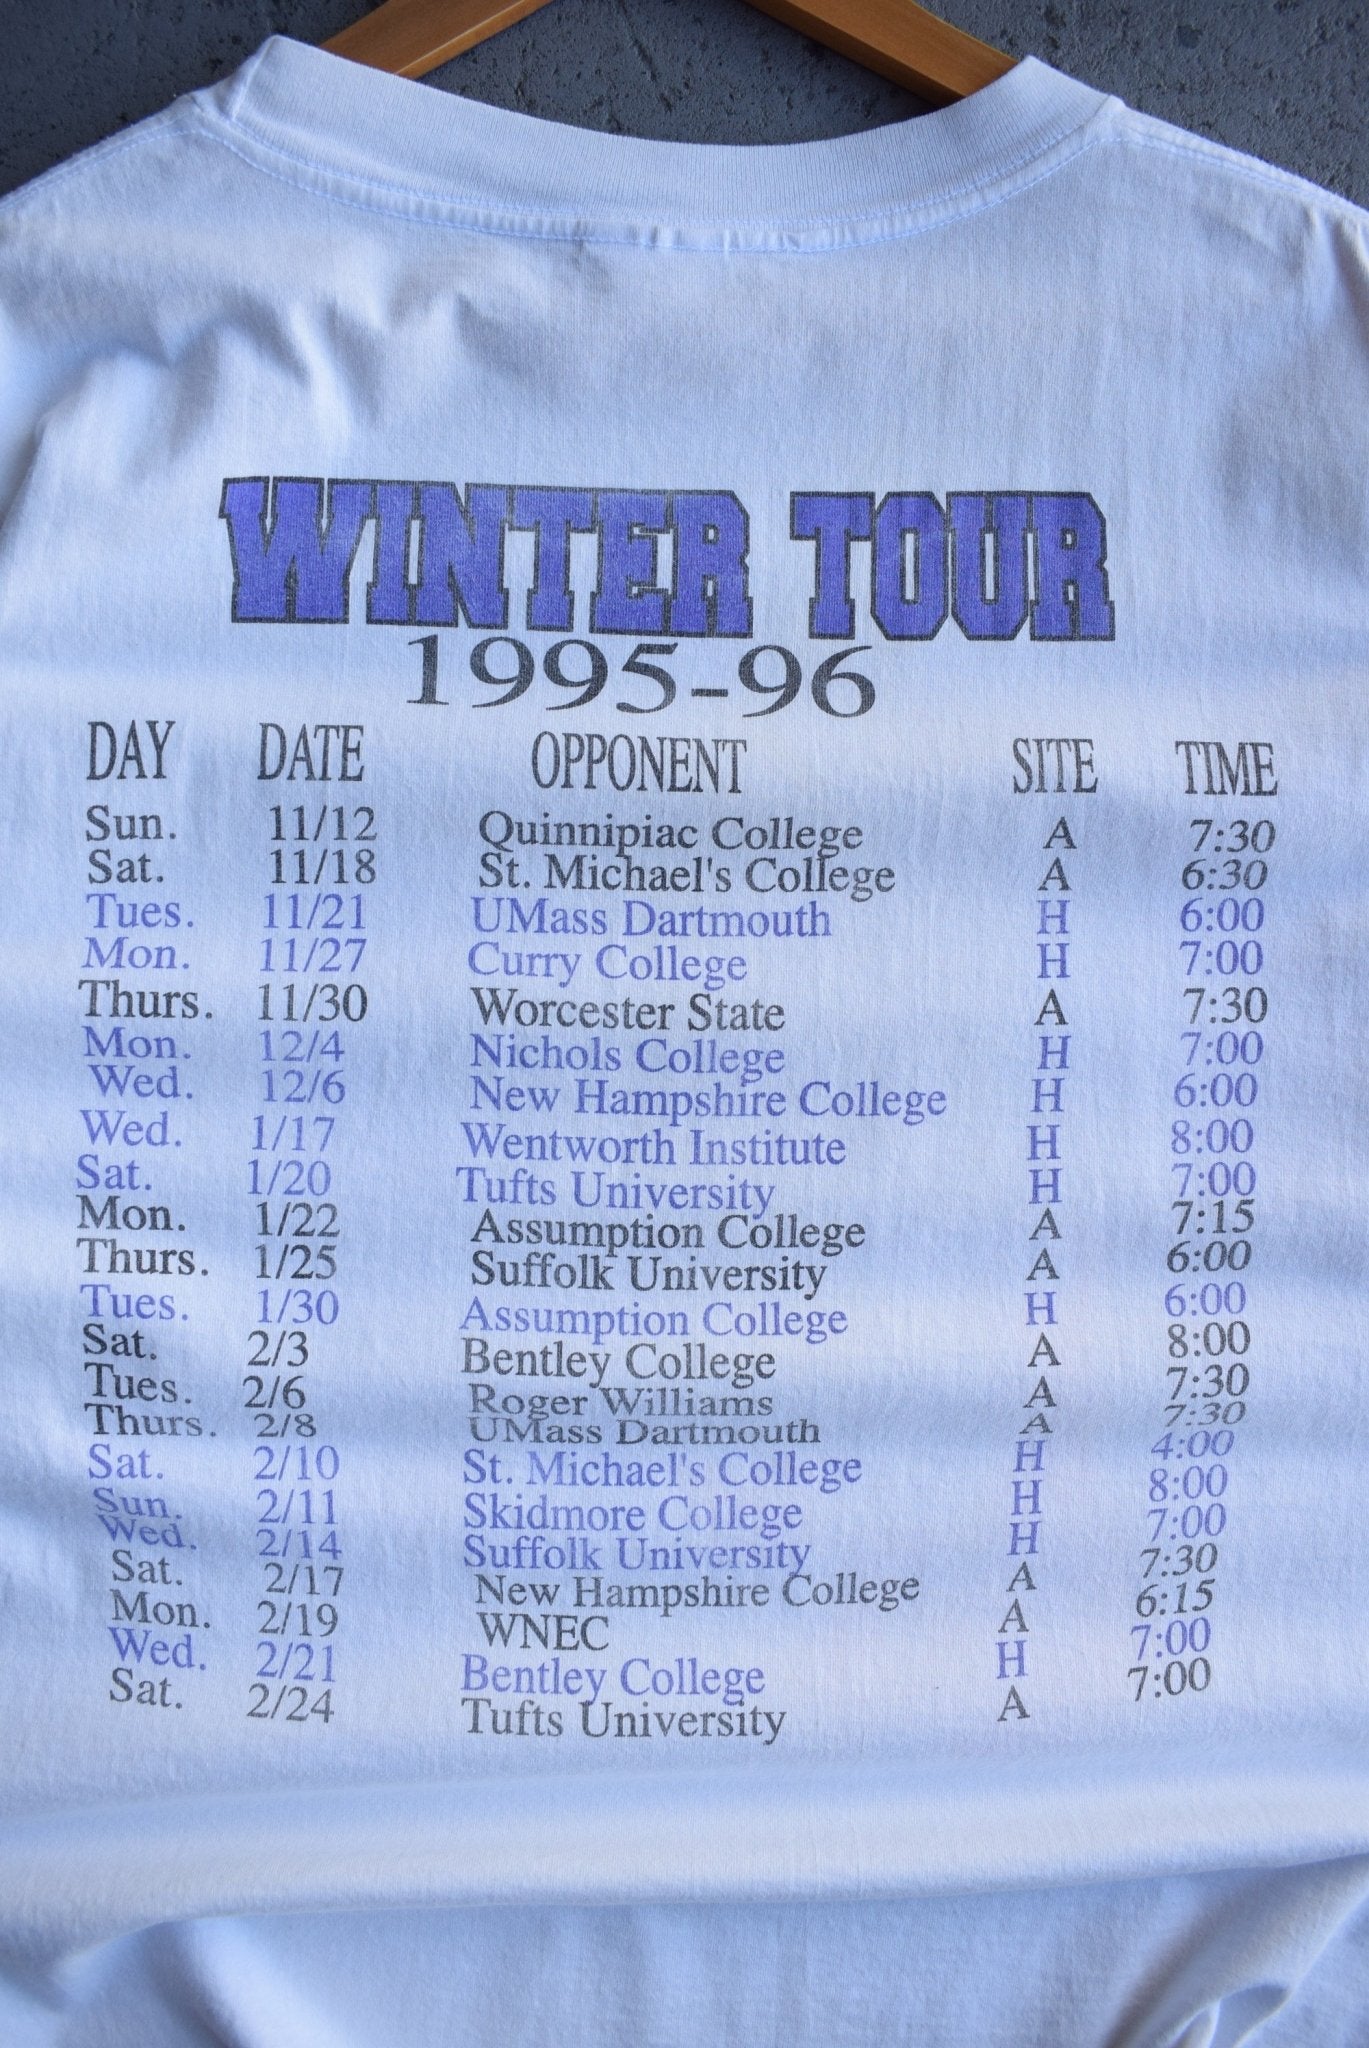 WINTER TOUR
1995-96
DAY DATE OPPONENT SITE TIME
Sun. 11/12 Quinnipiac College A 7:30
Sat. 11/18 St. Michael's College A 6:30
Tues. 11/21 UMass Dartmouth H 6:00
Mon. 11/27 Curry College H 7:00
Thurs. 11/30 Worcester State A 7:30
Mon. 12/4 Nichols College H 7:00
Wed. 12/6 New Hampshire College H 6:00
Wed. 1/17 Wentworth Institute H 8:00
Sat. 1/20 Tufts University H 7:00
Mon. 1/22 Assumption College A 7:15
Thurs. 1/25 Suffolk University A 6:00
Tues. 1/30 Assumption College H 6:00
Sat. 2/3 Bentley College A 8:00
Tues. 2/6 Roger Williams A 7:30
Thurs. 2/8 UMass Dartmouth A 7:30
Sat. 2/10 St. Michael's College H 4:00
Sun. 2/11 Skidmore College H 8:00
Wed. 2/14 Suffolk University H 7:00
Sat. 2/17 New Hampshire College A 7:30
Mon. 2/19 WNEC A 6:15
Wed. 2/21 Bentley College H 7:00
Sat. 2/24 Tufts University A 7:00